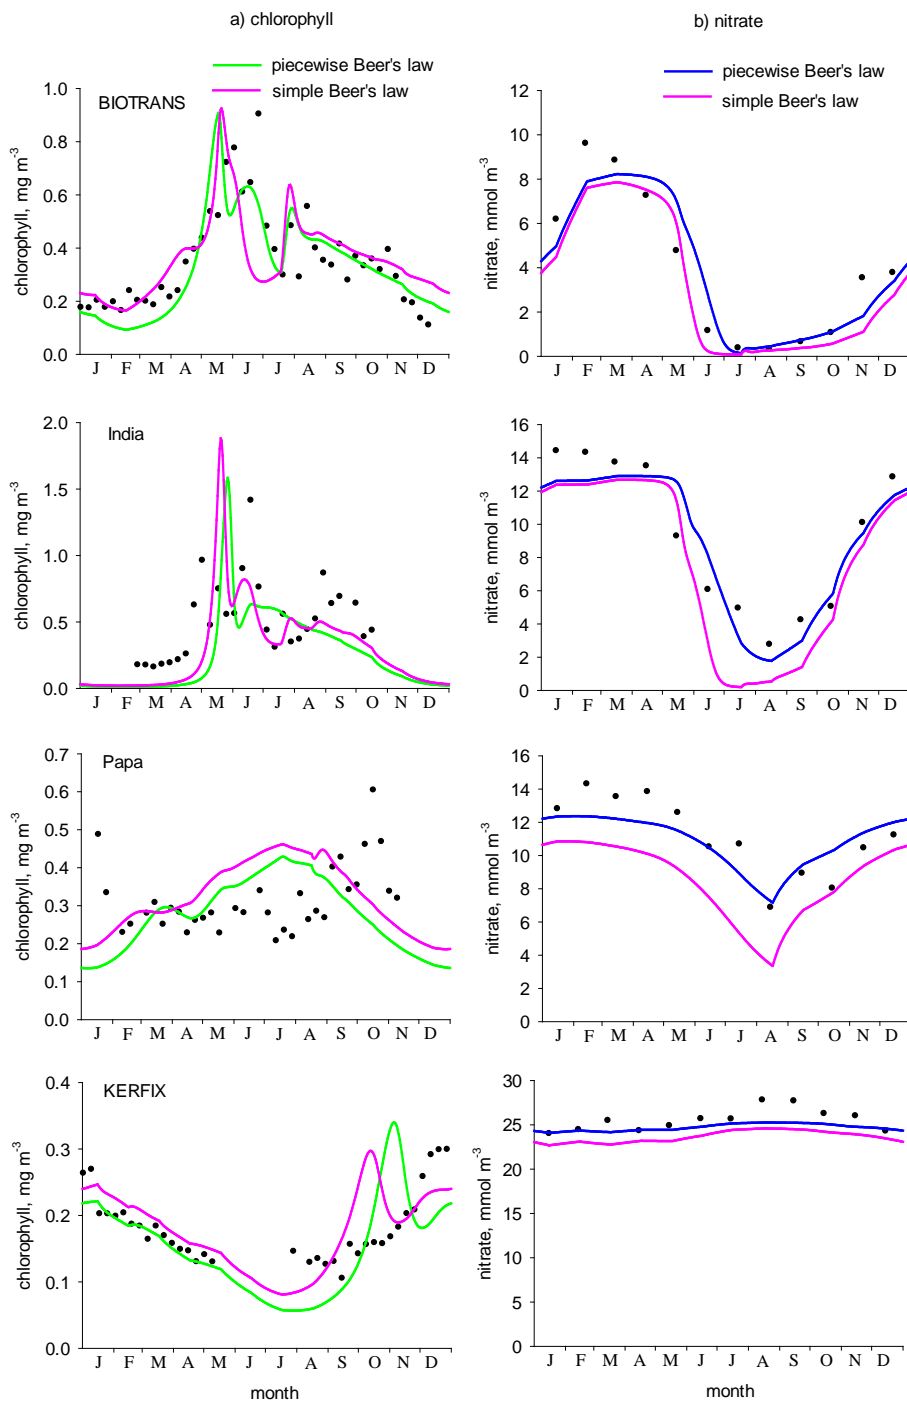 a) chlorophyll
b) nitrate
piecewise Beer's law
simple Beer's law
piecewise Beer's law
simple Beer's law
BIOTRANS
chlorophyll, mg m-3
1.0
0.8
0.6
0.4
0.2
0.0
J F M A M J J A S O N D
nitrate, mmol m-3
12
10
8
6
4
2
0
J F M A M J J A S O N D
India
chlorophyll, mg m-3
2.0
1.5
1.0
0.5
0.0
J F M A M J J A S O N D
nitrate, mmol m-3
16
14
12
10
8
6
4
2
0
J F M A M J J A S O N D
Papa
chlorophyll, mg m-3
0.7
0.6
0.5
0.4
0.3
0.2
0.1
0.0
J F M A M J J A S O N D
nitrate, mmol m-3
16
14
12
10
8
6
4
2
0
J F M A M J J A S O N D
KERFIX
chlorophyll, mg m-3
0.4
0.3
0.2
0.1
0.0
J F M A M J J A S O N D
month
nitrate, mmol m-3
30
25
20
15
10
5
0
J F M A M J J A S O N D
month